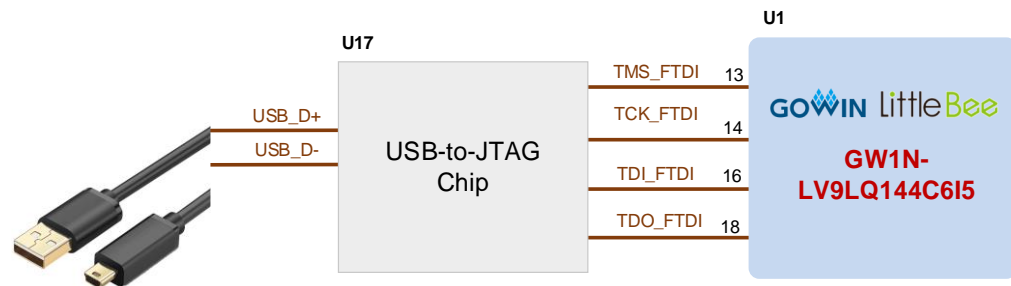 U1
U17
TMS_FTDI 13
TCK_FTDI 14
TDI_FTDI 16
TDO_FTDI 18
USB_D+
USB_D-
USB-to-JTAG
Chip
GOWIN LittleBee
GW1N-
LV9LQ144C6I5